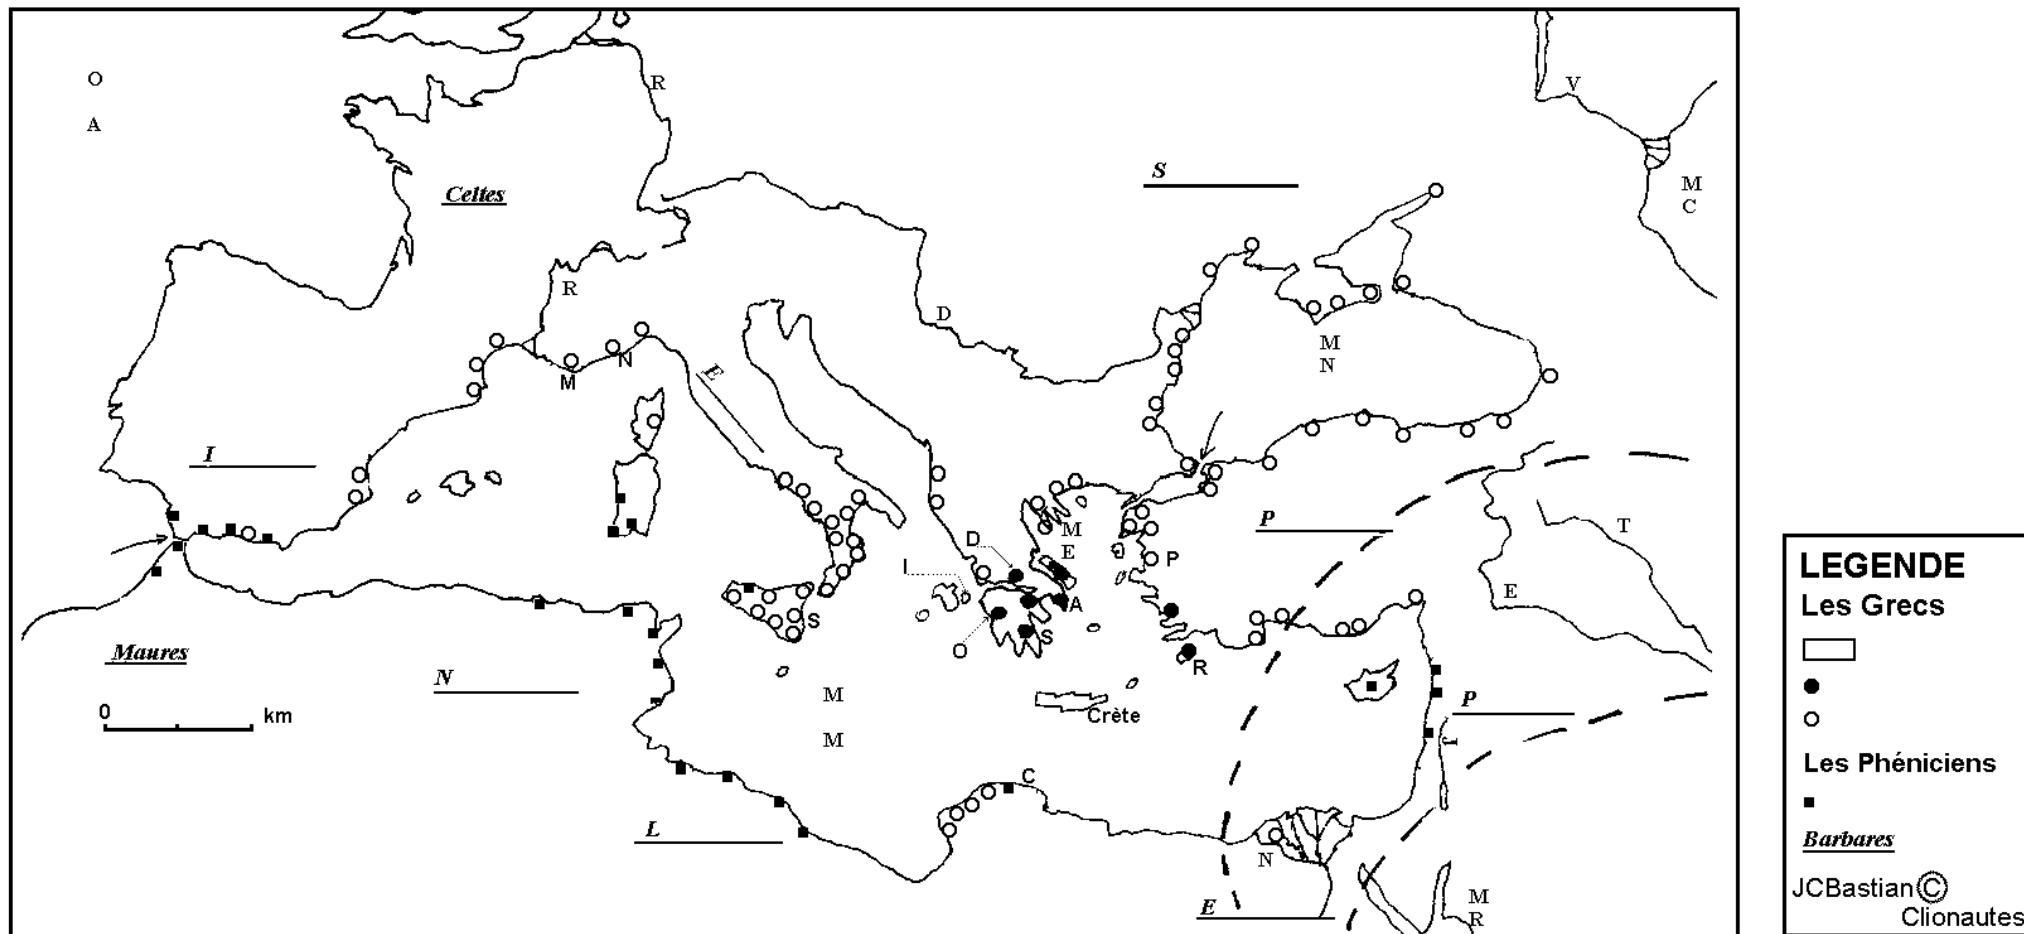 O
A
R
V
S
M
C
Celtes
R
D
M
N
N
M
E
I
P
T
M
E
D
P
I
E
A
S
S
O
R
Maures
N
M
M
Crète
P
J
0 km
C
L
N
E
M
R
LEGENDE
Les Grecs
Les Phéniciens
Barbares
JCBastian©
Clionautes